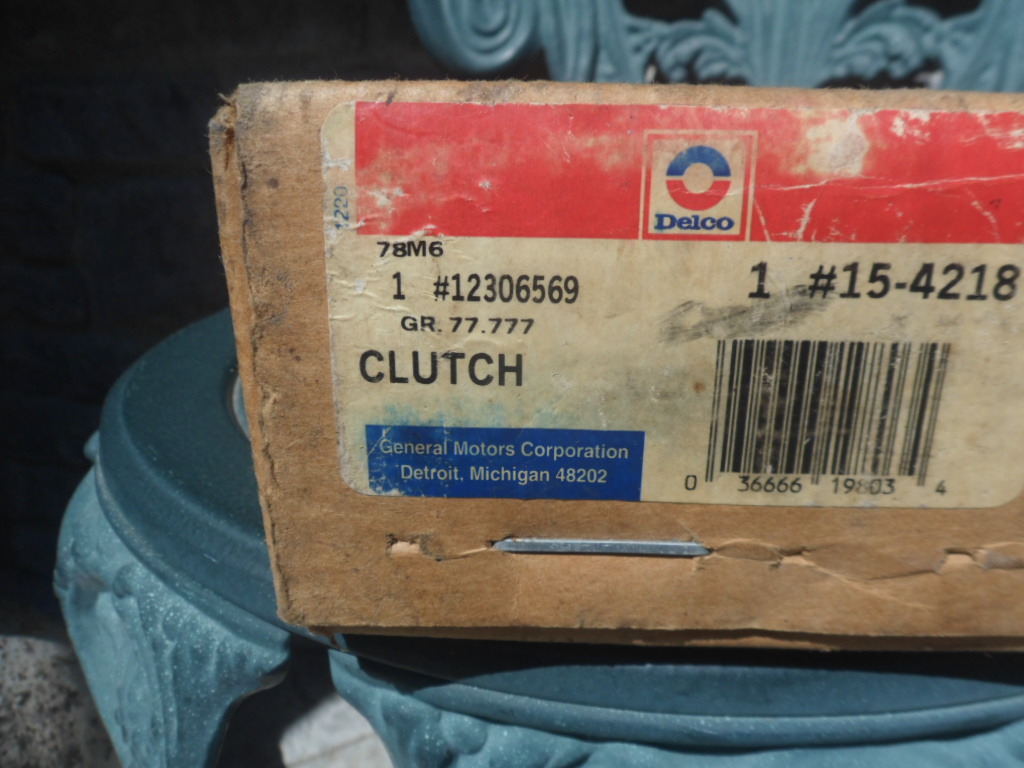 1220
Delco
78M6
1 #12306569
1 #15-4218
GR. 77.777
CLUTCH
General Motors Corporation
Detroit, Michigan 48202
0 36666 19803 4